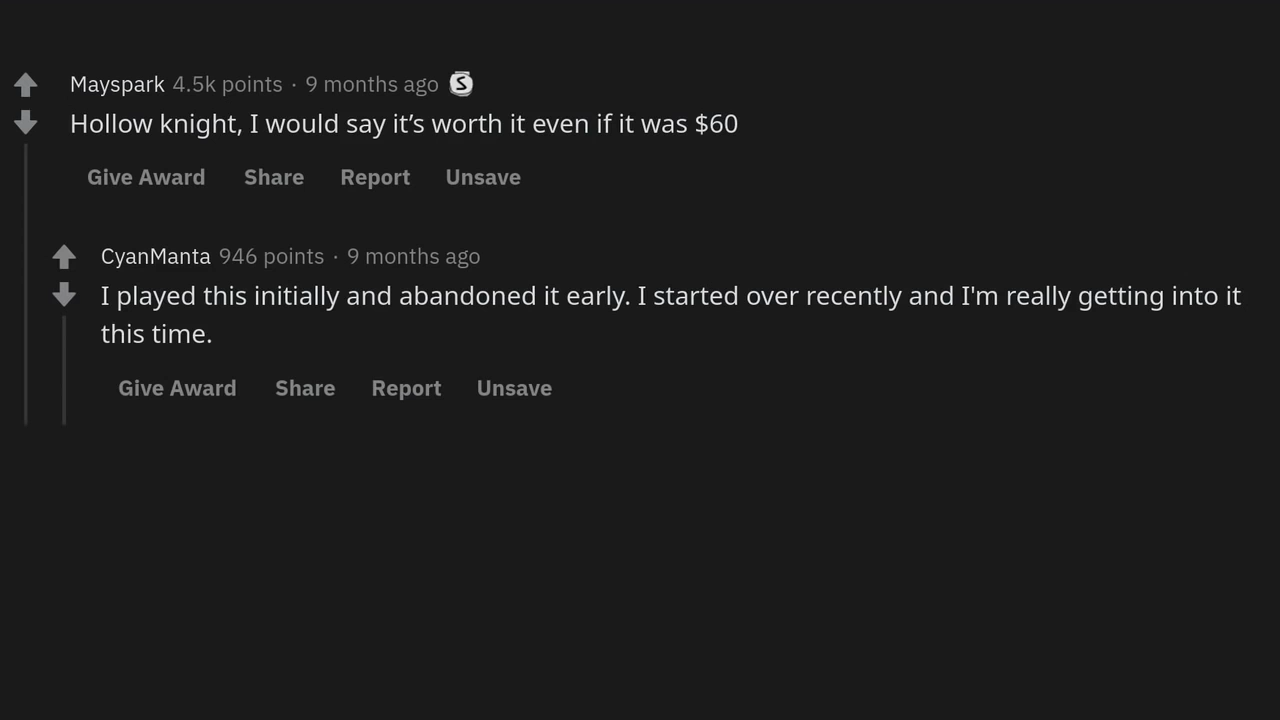 Mayspark 4.5k points · 9 months ago S
Hollow knight, I would say it’s worth it even if it was $60
Give Award Share Report Unsave
CyanManta 946 points · 9 months ago
I played this initially and abandoned it early. I started over recently and I'm really getting into it
this time.
Give Award Share Report Unsave